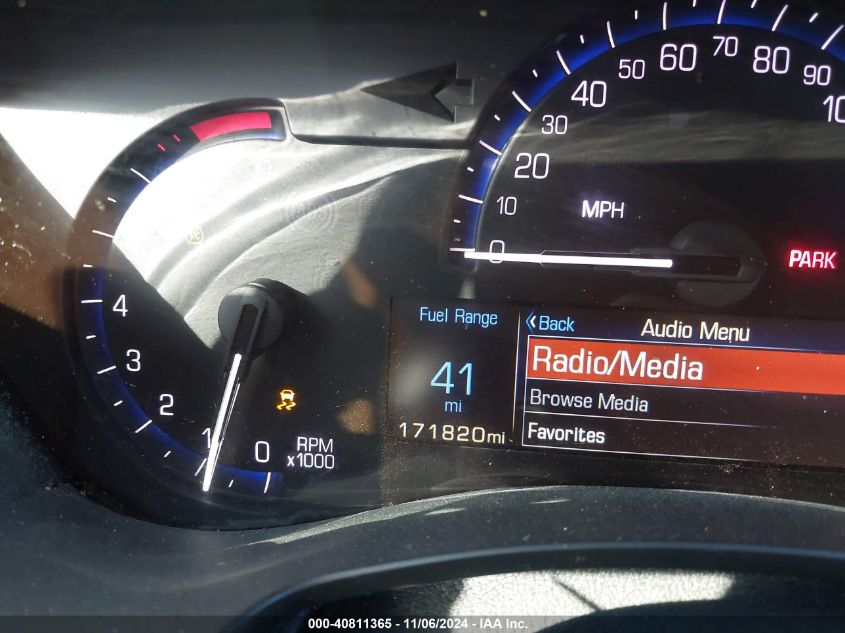 70
60
80
50
90
40
10
30
20
10
MPH
0
PARK
4
Fuel Range
Back
Audio Menu
3
41
Radio/Media
mi
Browse Media
2
171820mi
Favorites
1
0
RPM
x1000
000-40811365 - 11/06/2024 - IAA Inc.